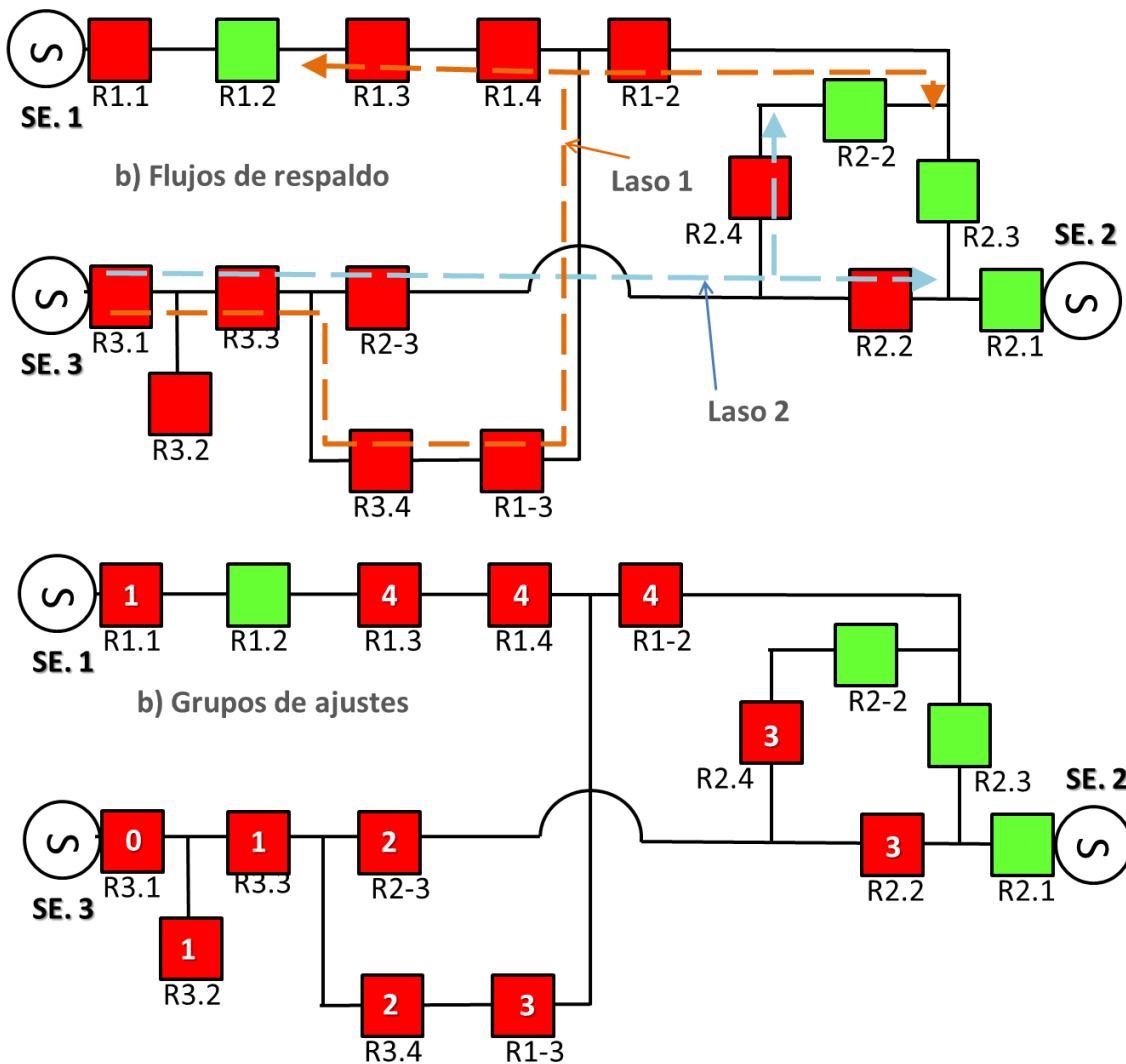 S
R1.1
R1.2
R1.3
R1.4
R1-2
SE. 1
R2-2
b) Flujos de respaldo
Laso 1
R2.4
R2.3
SE. 2
S
S
R3.1
R3.3
R2-3
R2.2
R2.1
SE. 3
Laso 2
R3.2
R3.4
R1-3
S
1
4
4
4
R1.1
R1.2
R1.3
R1.4
R1-2
SE. 1
R2-2
b) Grupos de ajustes
3
R2.4
R2.3
SE. 2
S
0
1
2
3
S
R3.1
R3.3
R2-3
R2.2
R2.1
SE. 3
1
R3.2
2
3
R3.4
R1-3